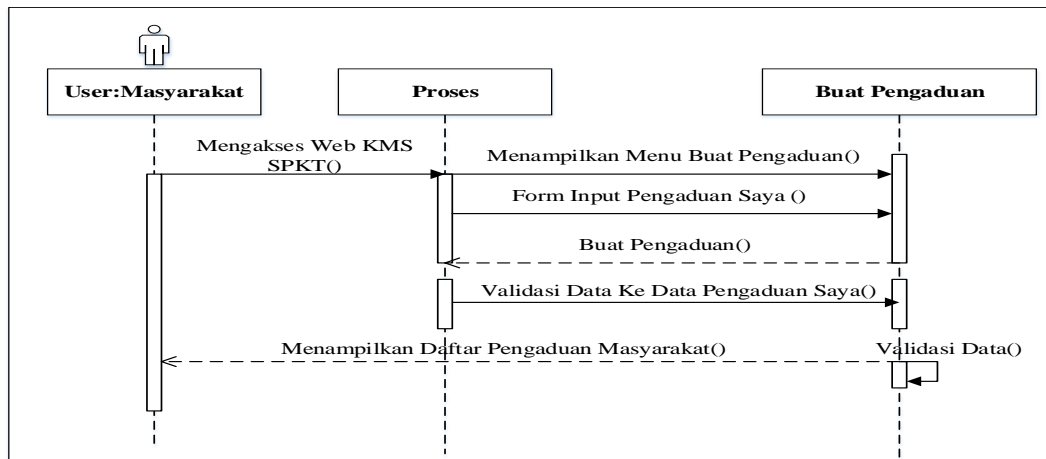 User:Masyarakat
Proses
Buat Pengaduan
Mengakses Web KMS
SPKT()
Menampilkan Menu Buat Pengaduan()
Form Input Pengaduan Saya ()
Buat Pengaduan()
Validasi Data Ke Data Pengaduan Saya()
Menampilkan Daftar Pengaduan Masyarakat()
Validasi Data()